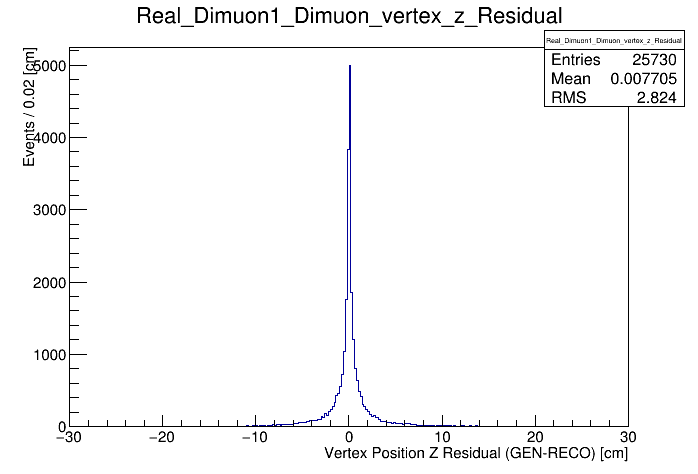 Real_Dimuon1_Dimuon_vertex_z_Residual
Real_Dimuon1_Dimuon_vertex_z_Residual
Entries 25730
Mean 0.007705
RMS 2.824
Events / 0.02 [cm]
5000
4000
3000
2000
1000
0
−30 −20 −10 0 10 20 30
Vertex Position Z Residual (GEN-RECO) [cm]